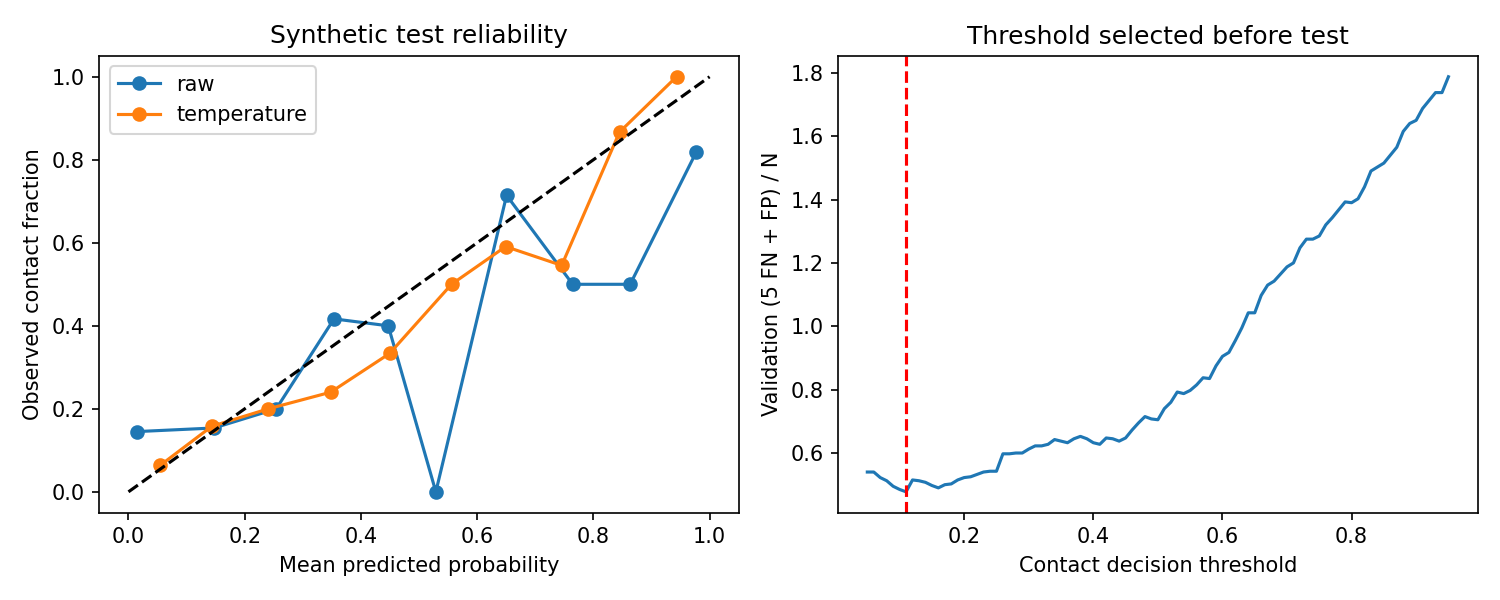 Synthetic test reliability
raw
temperature
Observed contact fraction
1.0
0.8
0.6
0.4
0.2
0.0
0.0 0.2 0.4 0.6 0.8 1.0
Mean predicted probability
Threshold selected before test
Validation (5 FN + FP) / N
1.8
1.6
1.4
1.2
1.0
0.8
0.6
0.2 0.4 0.6 0.8
Contact decision threshold